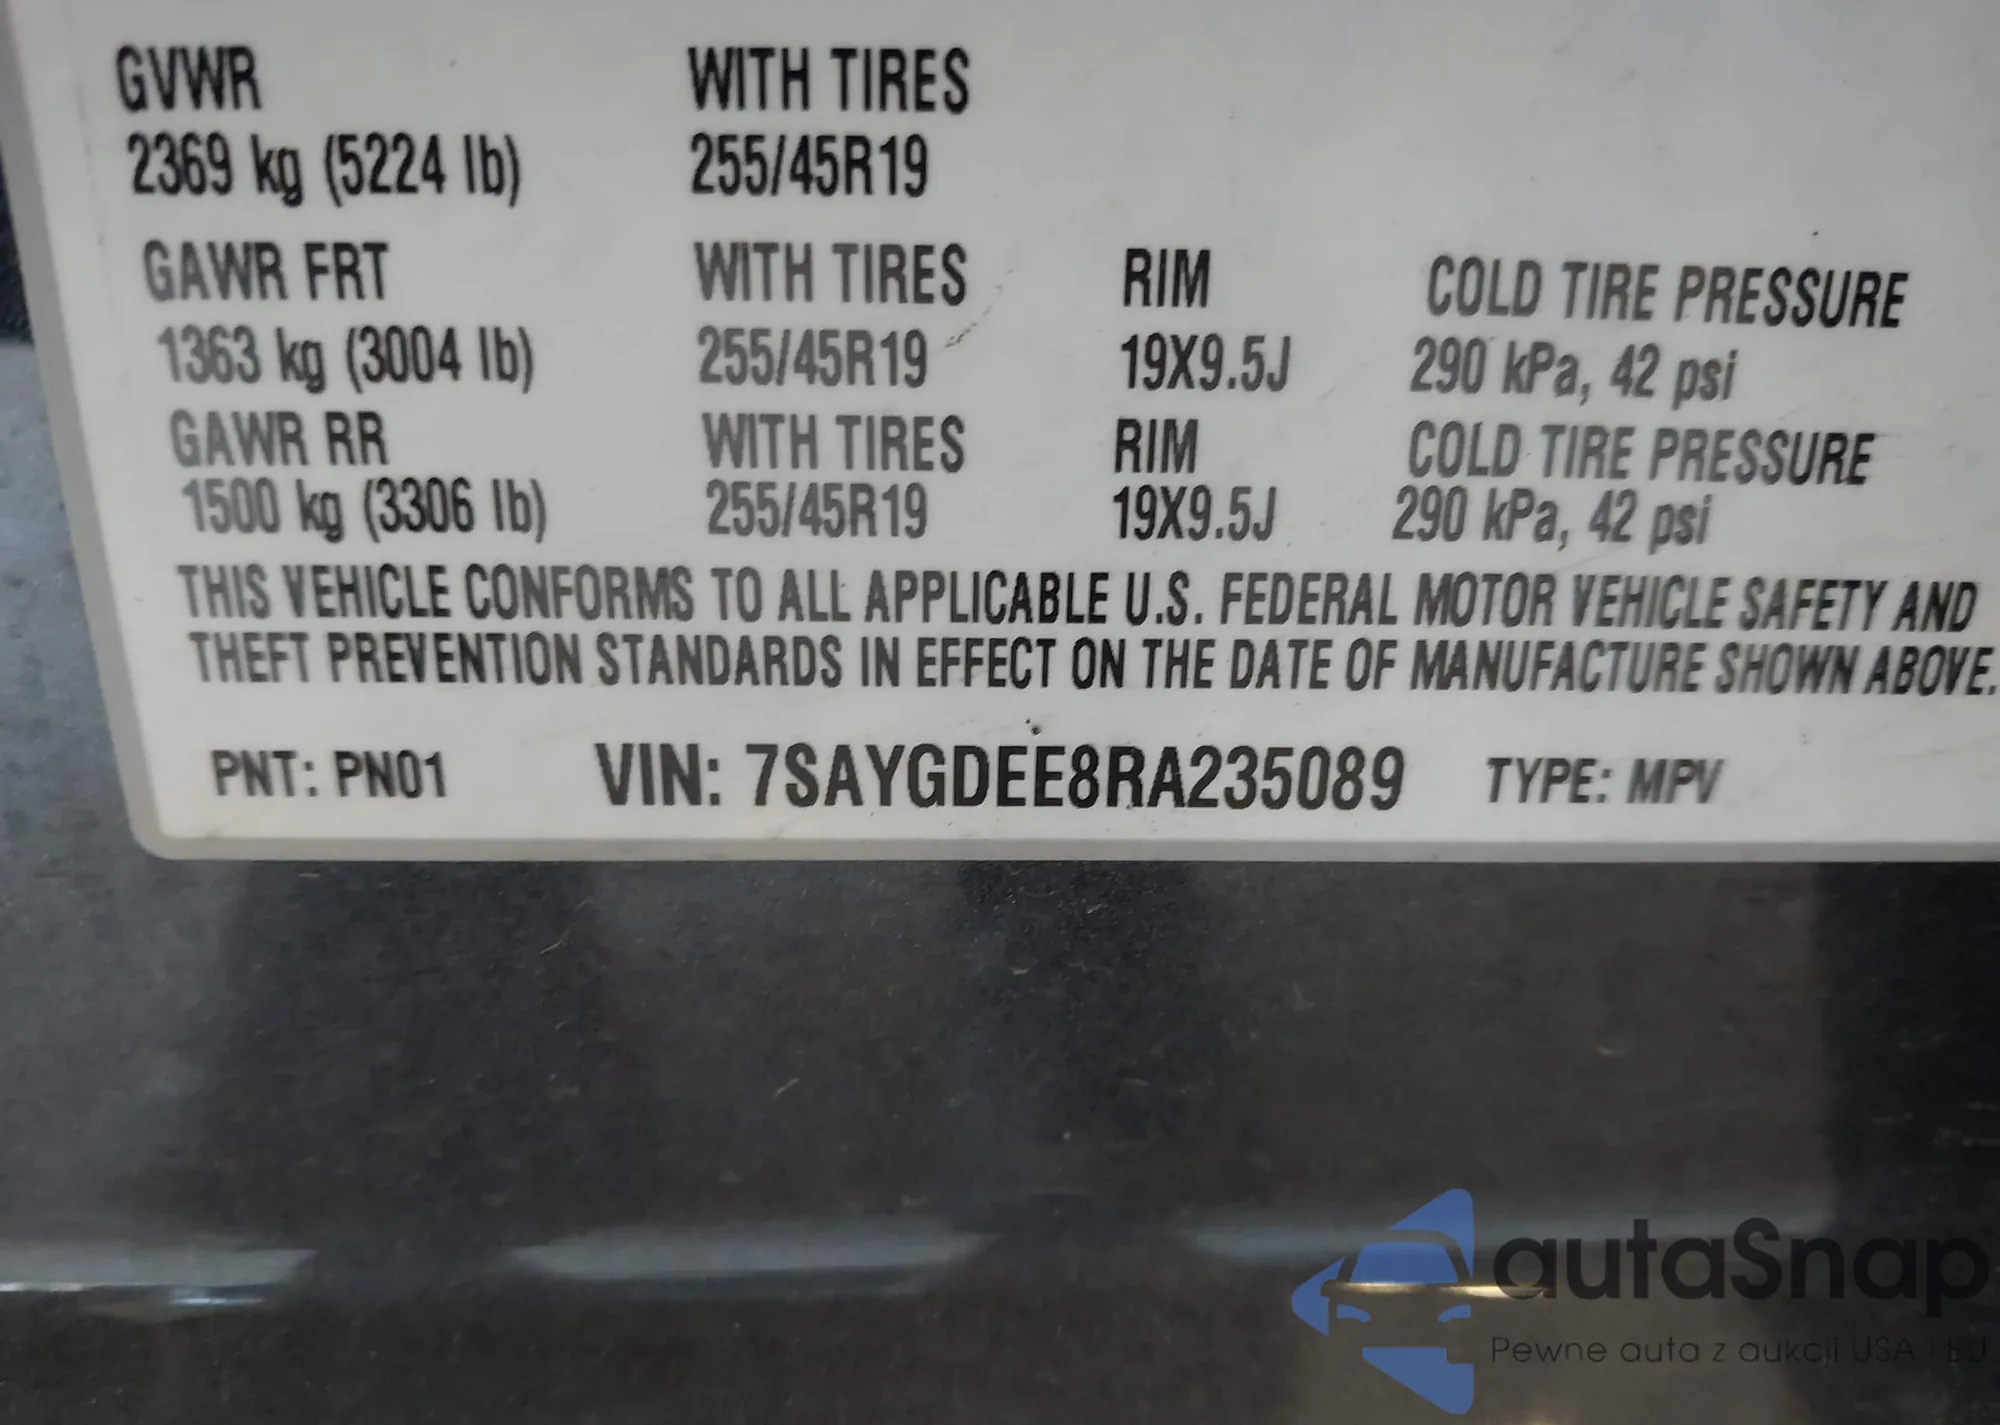 GVWR WITH TIRES
2369 kg (5224 lb) 255/45R19
GAWR FRT WITH TIRES RIM COLD TIRE PRESSURE
1363 kg (3004 lb) 255/45R19 19X9.5J 290 kPa, 42 psi
GAWR RR WITH TIRES RIM COLD TIRE PRESSURE
1500 kg (3306 lb) 255/45R19 19X9.5J 290 kPa, 42 psi
THIS VEHICLE CONFORMS TO ALL APPLICABLE U.S. FEDERAL MOTOR VEHICLE SAFETY AND
THEFT PREVENTION STANDARDS IN EFFECT ON THE DATE OF MANUFACTURE SHOWN ABOVE.
PNT: PN01 VIN: 7SAYGDEE8RA235089 TYPE: MPV
autaSnap
Pewne auta z aukcji USA i EU